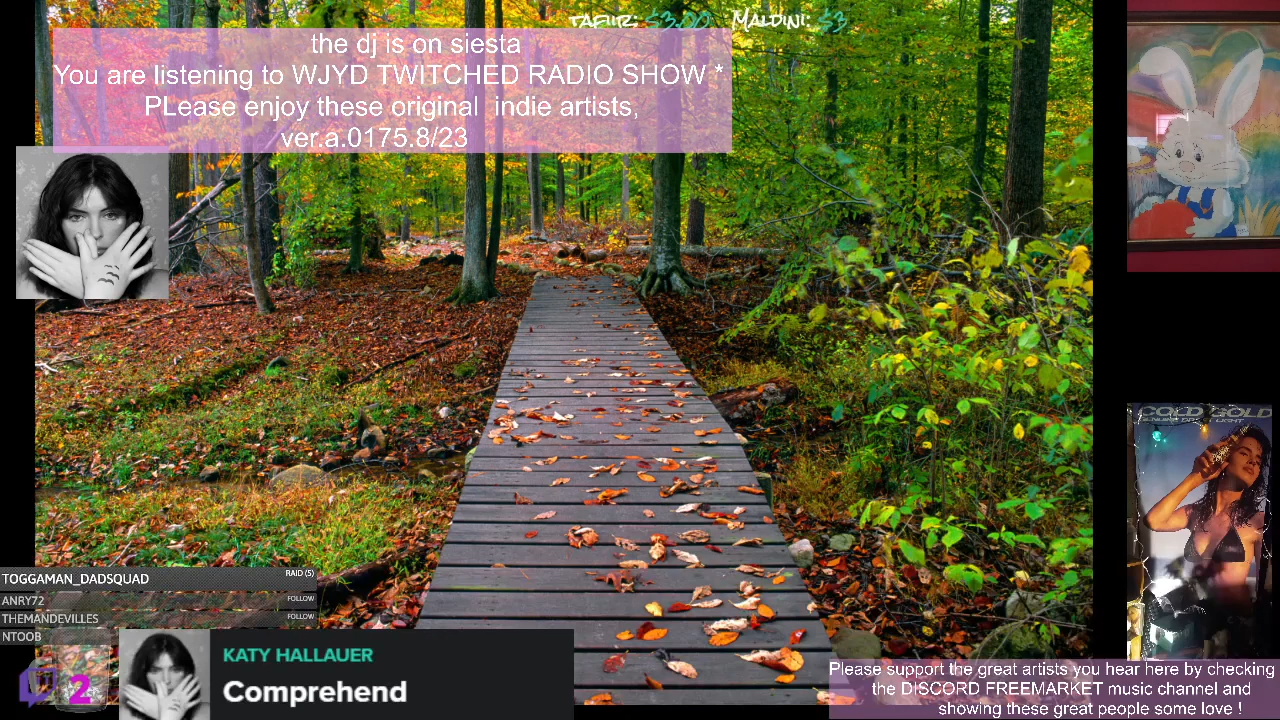 tafiir: $3.00 Maldini: $3
the dj is on siesta
You are listening to WJYD TWITCHED RADIO SHOW *
PLease enjoy these original indie artists,
ver.a.0175.8/23
COLD GOLD
TOGGAMAN_DADSQUAD RAID (5)
ANRY72 FOLLOW
THEMANDEVILLES FOLLOW
NTOOB
2
KATY HALLAUER
Comprehend
Please support the great artists you hear here by checking
the DISCORD FREEMARKET music channel and
showing these great people some love !